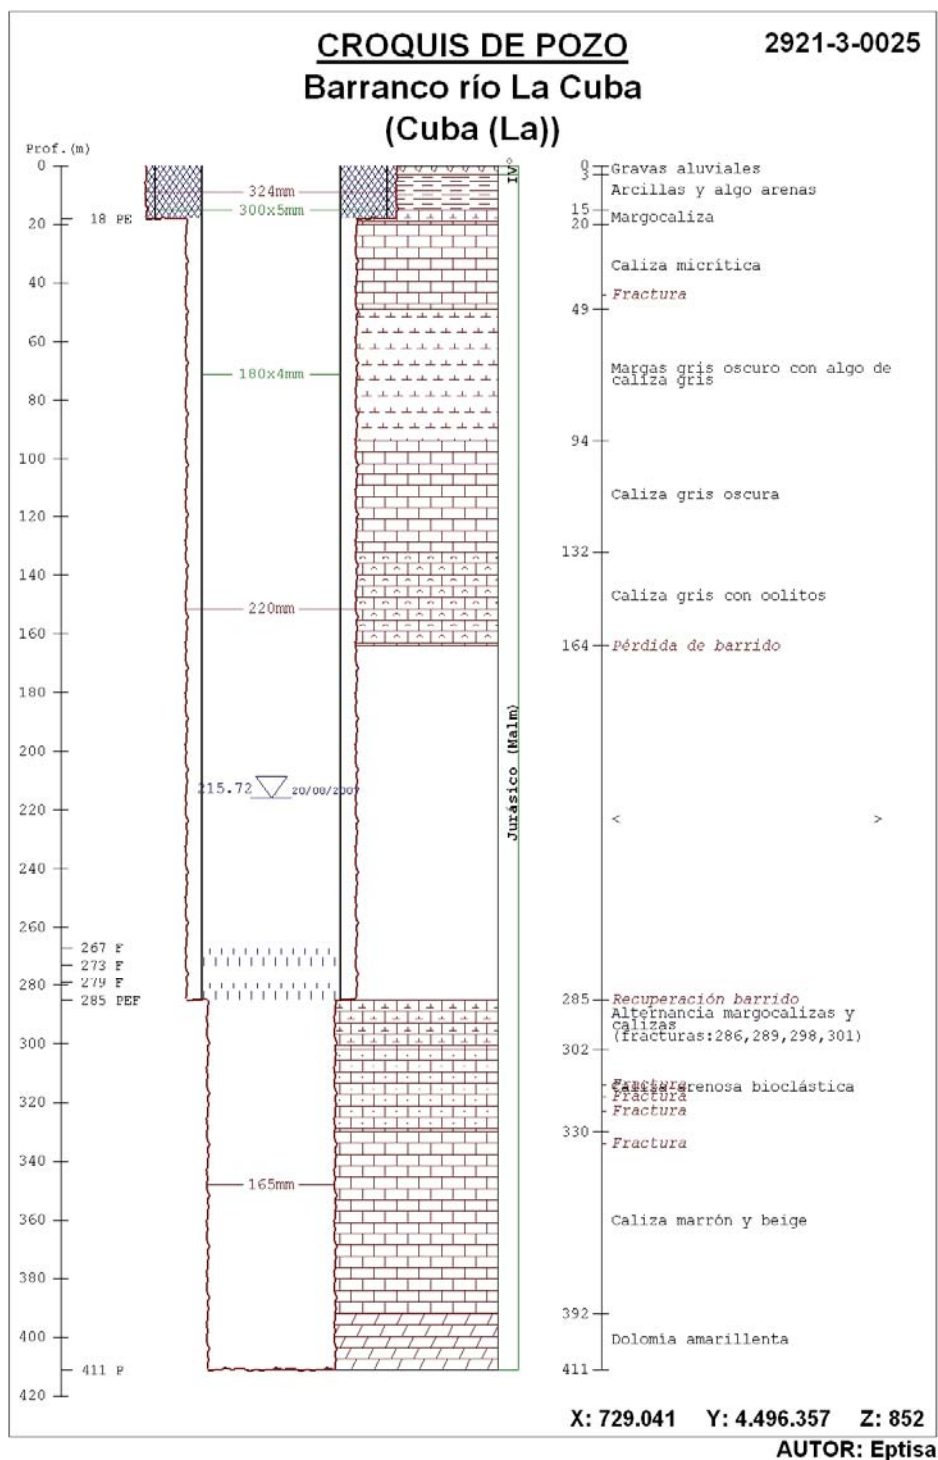 CROQUIS DE POZO
2921-3-0025
Barranco río La Cuba
(Cuba (La))
Prof.(m)
0
20
40
60
80
100
120
140
160
180
200
220
240
260
280
300
320
340
360
380
400
420
18 PE
267 F
273 F
279 F
285 PEF
411 P
324mm
300x5mm
180x4mm
220mm
215.72
165mm
IVº
Jurásico (Malm)
0
3
15
20
49
94
132
164
285
302
330
392
411
Gravas aluviales
Arcillas y algo arenas
Margocaliza
Caliza micrítica
Fractura
Margas gris oscuro con algo de
caliza gris
Caliza gris oscura
Caliza gris con oolitos
Pérdida de barrido
< >
Recuperación barrido
Alternancia margocalizas y
calizas
(fracturas:286,289,298,301)
Fractura
Caliza arenosa bioclástica
Fractura
Fractura
Fractura
Caliza marrón y beige
Dolomía amarillenta
X: 729.041 Y: 4.496.357 Z: 852
AUTOR: Eptisa